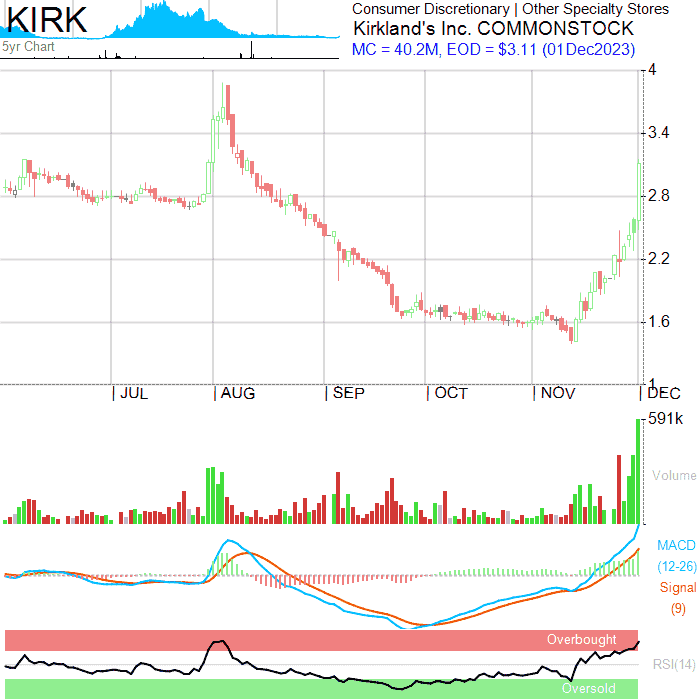 KIRK
5yr Chart
Consumer Discretionary | Other Specialty Stores
Kirkland's Inc. COMMONSTOCK
MC = 40.2M, EOD = $3.11 (01Dec2023)
4
3.4
2.8
2.2
1.6
1
| JUL | AUG | SEP | OCT | NOV | DEC
591k
Volume
MACD
(12-26)
Signal
(9)
Overbought
RSI(14)
Oversold